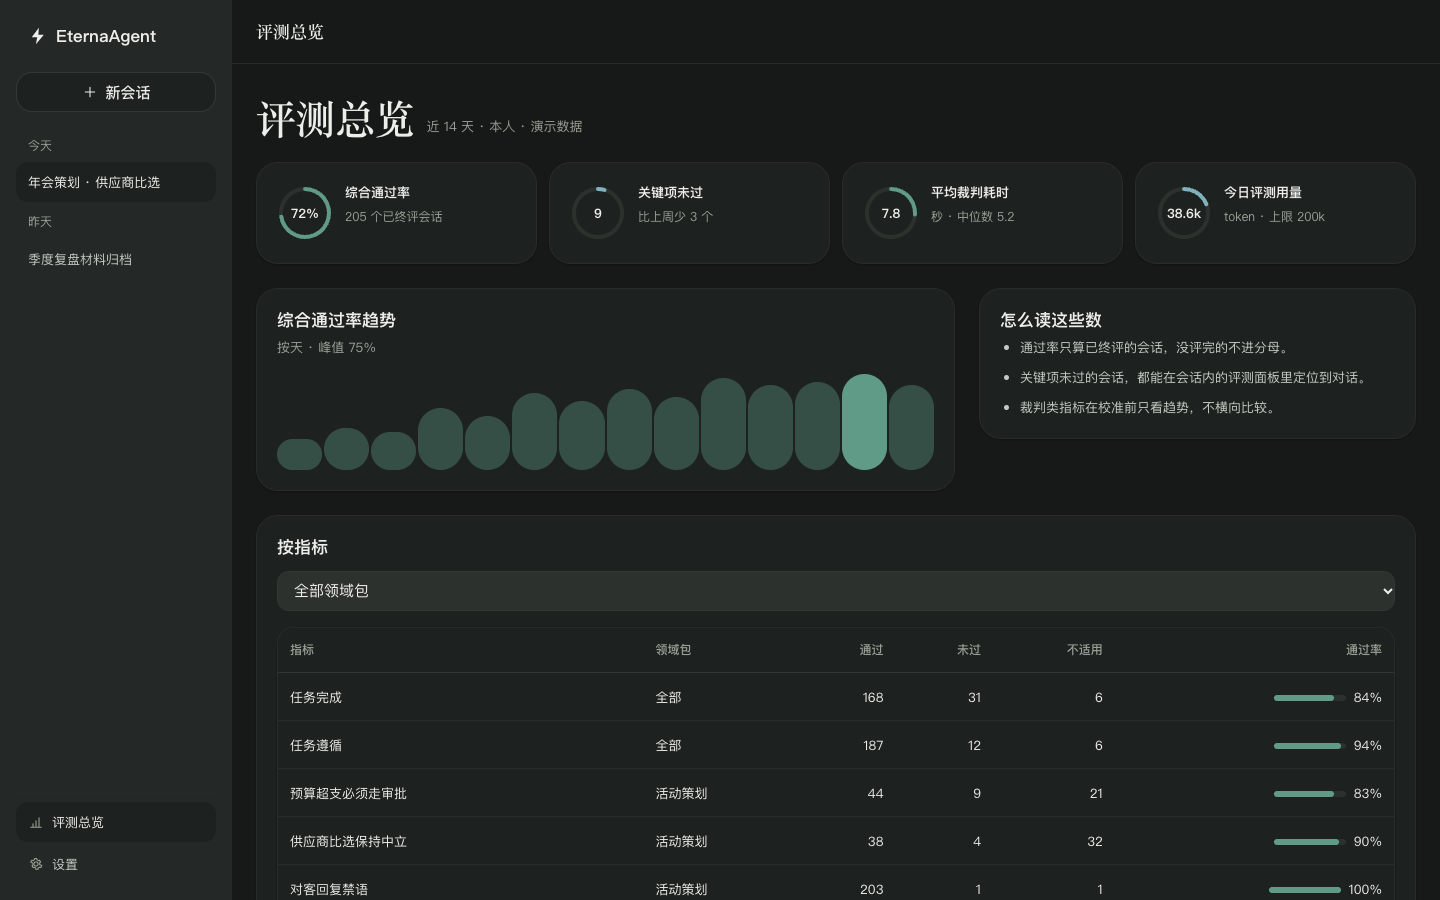 EternaAgent
新会话
今天
年会策划 · 供应商比选
昨天
季度复盘材料归档
评测总览
设置
评测总览
评测总览 近 14 天 · 本人 · 演示数据
72%
综合通过率
205 个已终评会话
9
关键项未过
比上周少 3 个
7.8
平均裁判耗时
秒 · 中位数 5.2
38.6k
今日评测用量
token · 上限 200k
综合通过率趋势
按天 · 峰值 75%
怎么读这些数
通过率只算已终评的会话，没评完的不进分母。
关键项未过的会话，都能在会话内的评测面板里定位到对话。
裁判类指标在校准前只看趋势，不横向比较。
按指标
全部领域包
指标 领域包 通过 未过 不适用 通过率
任务完成 全部 168 31 6 84%
任务遵循 全部 187 12 6 94%
预算超支必须走审批 活动策划 44 9 21 83%
供应商比选保持中立 活动策划 38 4 32 90%
对客回复禁语 活动策划 203 1 1 100%